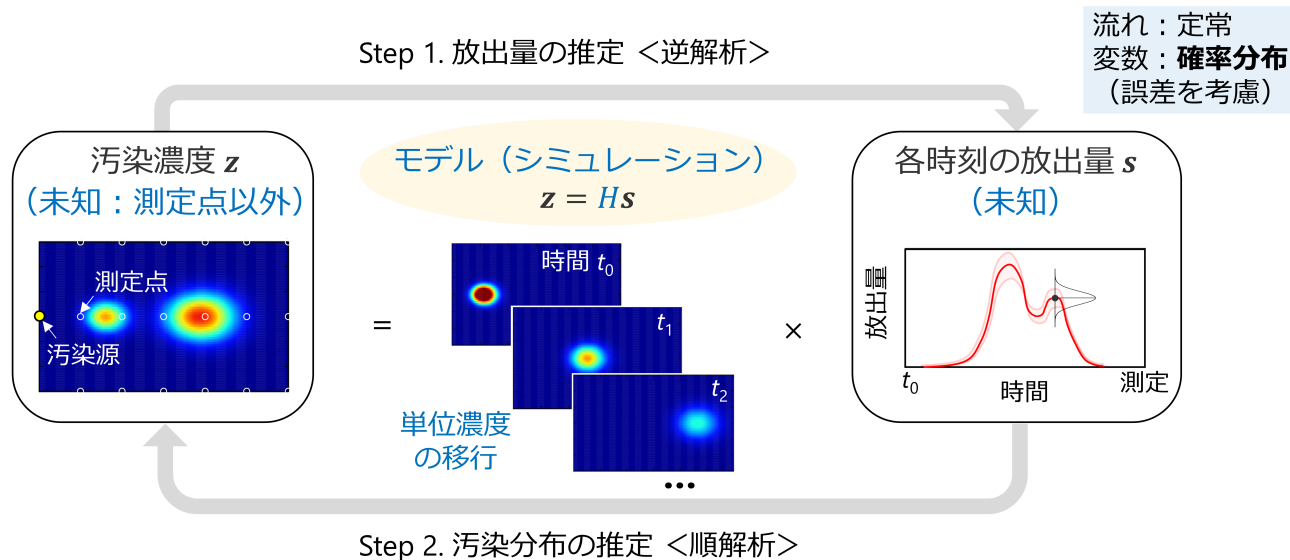 Step 1. 放出量の推定 ＜逆解析＞
流れ：定常
変数：確率分布
（誤差を考慮）
汚染濃度 z
（未知：測定点以外）
測定点
汚染源
モデル（シミュレーション）
z = Hs
=
時間 t0
t1
t2
単位濃度
の移行
...
×
各時刻の放出量 s
（未知）
放出量
t0
時間
測定
Step 2. 汚染分布の推定 ＜順解析＞